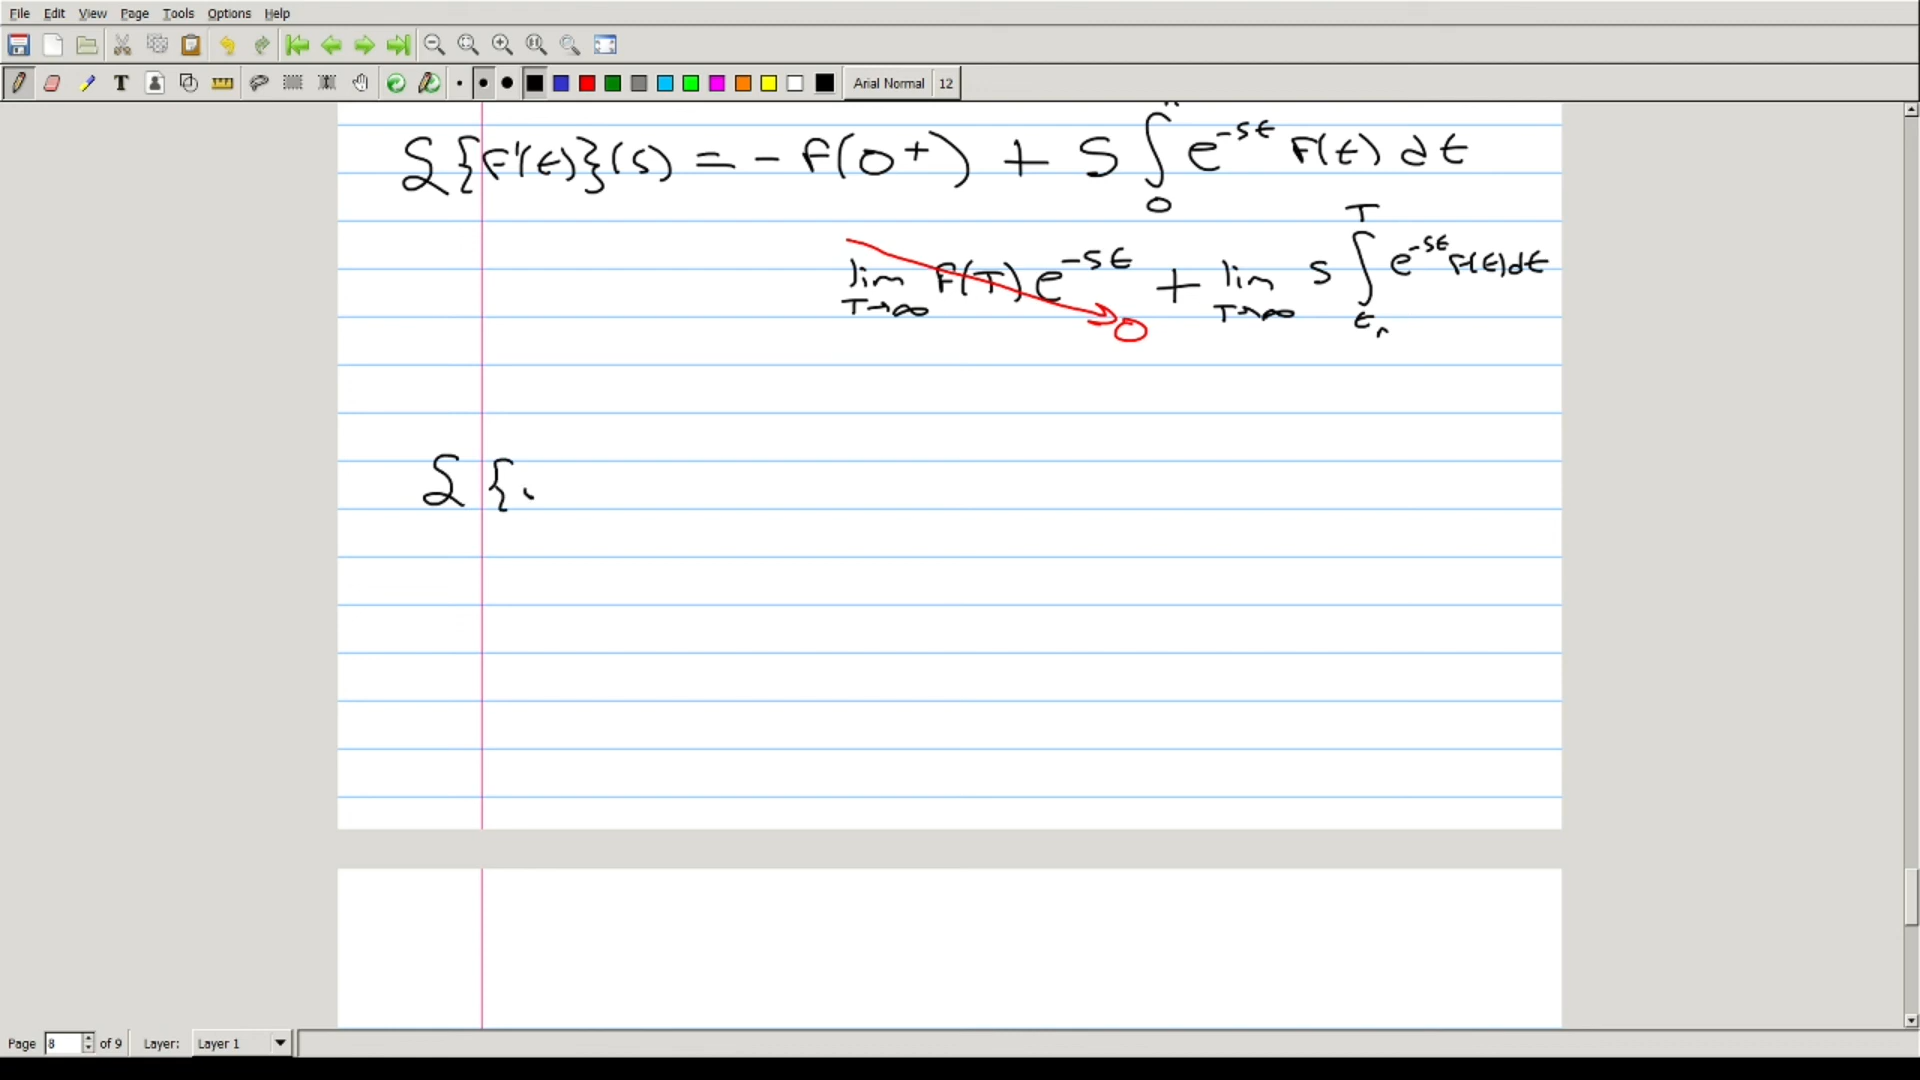 File Edit View Page Tools Options Help
Arial Normal 12
ℒ{F'(t)}(s) = - F(0⁺) + S ∫₀ e^{-st} F(t) dt
lim_{T→∞} F(T) e^{-st} + lim_{T→∞} s ∫_{t_n}^{T} e^{-st} F(t) dt
0
ℒ {
Page 8 of 9 Layer: Layer 1